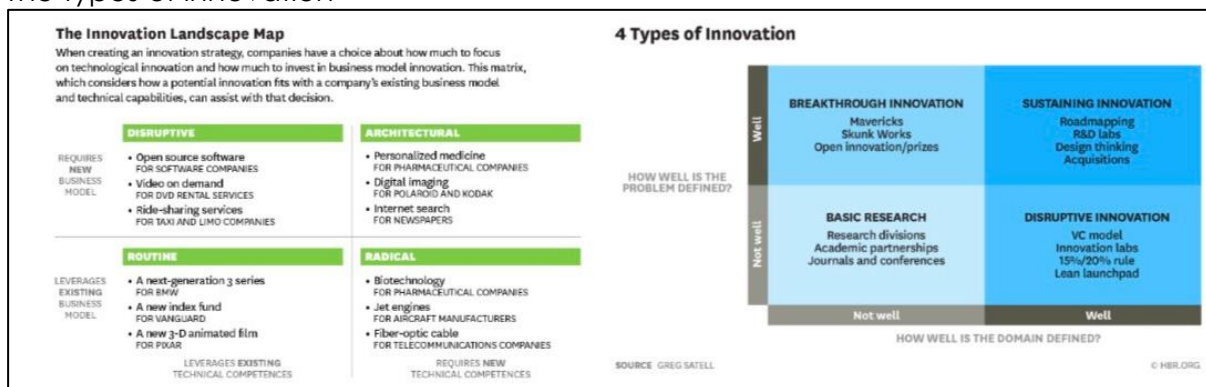 The Types of Innovation
The Innovation Landscape Map
When creating an innovation strategy, companies have a choice about how much to focus
on technological innovation and how much to invest in business model innovation. This matrix,
which considers how a potential innovation fits with a company's existing business model
and technical capabilities, can assist with that decision.
DISRUPTIVE
ARCHITECTURAL
REQUIRES
NEW
BUSINESS
MODEL
• Open source software
FOR SOFTWARE COMPANIES
• Video on demand
FOR DVD RENTAL SERVICES
• Ride-sharing services
FOR TAXI AND LIMO COMPANIES
• Personalized medicine
FOR PHARMACEUTICAL COMPANIES
• Digital imaging
FOR POLAROID AND KODAK
• Internet search
FOR NEWSPAPERS
ROUTINE
RADICAL
LEVERAGES
EXISTING
BUSINESS
MODEL
• A next-generation 3 series
FOR BMW
• A new index fund
FOR VANGUARD
• A new 3-D animated film
FOR PIXAR
• Biotechnology
FOR PHARMACEUTICAL COMPANIES
• Jet engines
FOR AIRCRAFT MANUFACTURERS
• Fiber-optic cable
FOR TELECOMMUNICATIONS COMPANIES
LEVERAGES EXISTING
TECHNICAL COMPETENCES
REQUIRES NEW
TECHNICAL COMPETENCES
4 Types of Innovation
HOW WELL IS THE
PROBLEM DEFINED?
Well
BREAKTHROUGH INNOVATION
Mavericks
Skunk Works
Open innovation/prizes
SUSTAINING INNOVATION
Roadmapping
R&D labs
Design thinking
Acquisitions
Not well
BASIC RESEARCH
Research divisions
Academic partnerships
Journals and conferences
DISRUPTIVE INNOVATION
VC model
Innovation labs
15%/20% rule
Lean launchpad
Not well
Well
HOW WELL IS THE DOMAIN DEFINED?
SOURCE GREG SATELL
© HBR.ORG